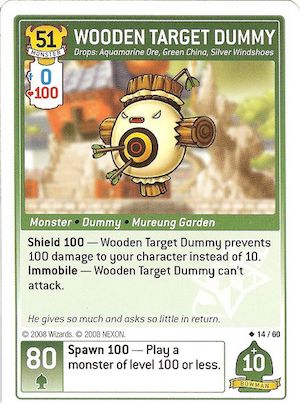 51 WOODEN TARGET DUMMY
MONSTER Drops: Aquamarine Ore, Green China, Silver Windshoes
0
100
Monster • Dummy • Mureung Garden
Shield 100 — Wooden Target Dummy prevents
100 damage to your character instead of 10.
Immobile — Wooden Target Dummy can't
attack.
He gives so much and asks so little in return.
© 2008 Wizards. © 2008 NEXON. ◆ 14 / 60
80 Spawn 100 — Play a
monster of level 100 or less.
10
BOWMAN